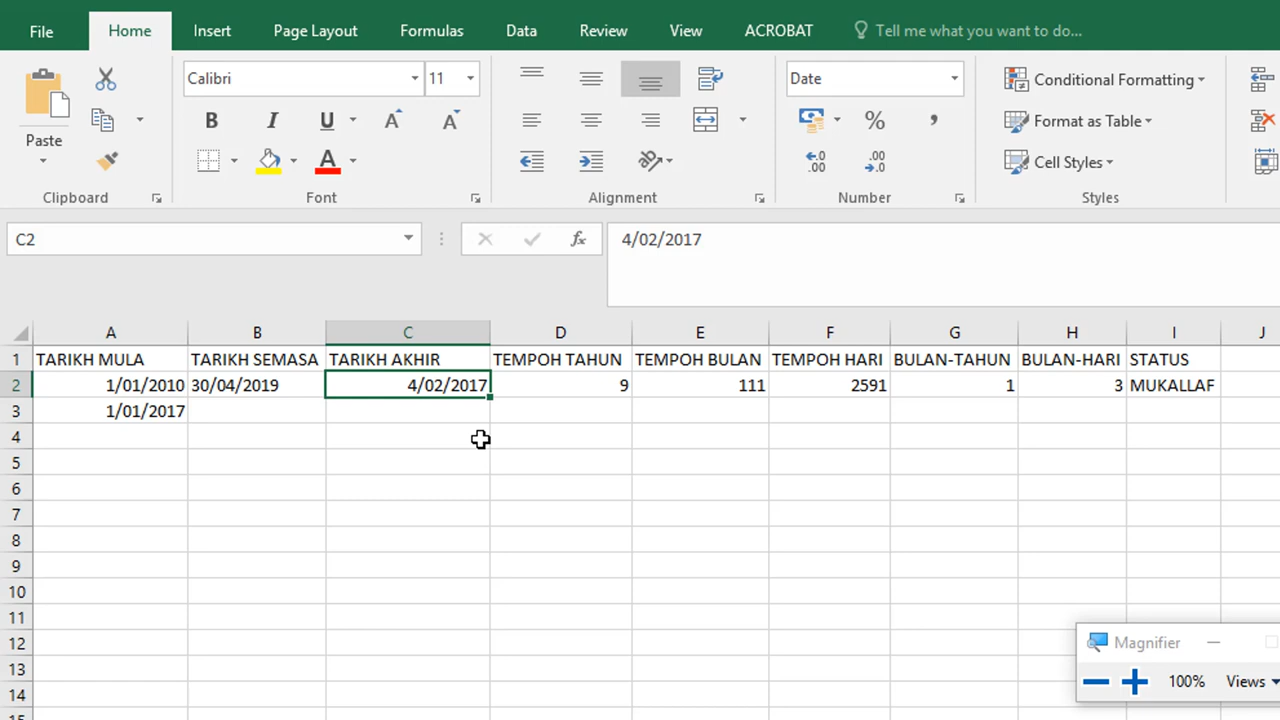 File Home Insert Page Layout Formulas Data Review View ACROBAT Tell me what you want to do...
Calibri 11 Date Conditional Formatting
Paste B I U A A % , Format as Table
A .00 .0 Cell Styles
Clipboard Font Alignment Number Styles
C2 fx 4/02/2017
A B C D E F G H I J
1 TARIKH MULA TARIKH SEMASA TARIKH AKHIR TEMPOH TAHUN TEMPOH BULAN TEMPOH HARI BULAN-TAHUN BULAN-HARI STATUS
2 1/01/2010 30/04/2019 4/02/2017 9 111 2591 1 3 MUKALLAF
3 1/01/2017
4
5
6
7
8
9
10
11
12
13
14
Magnifier
100% Views